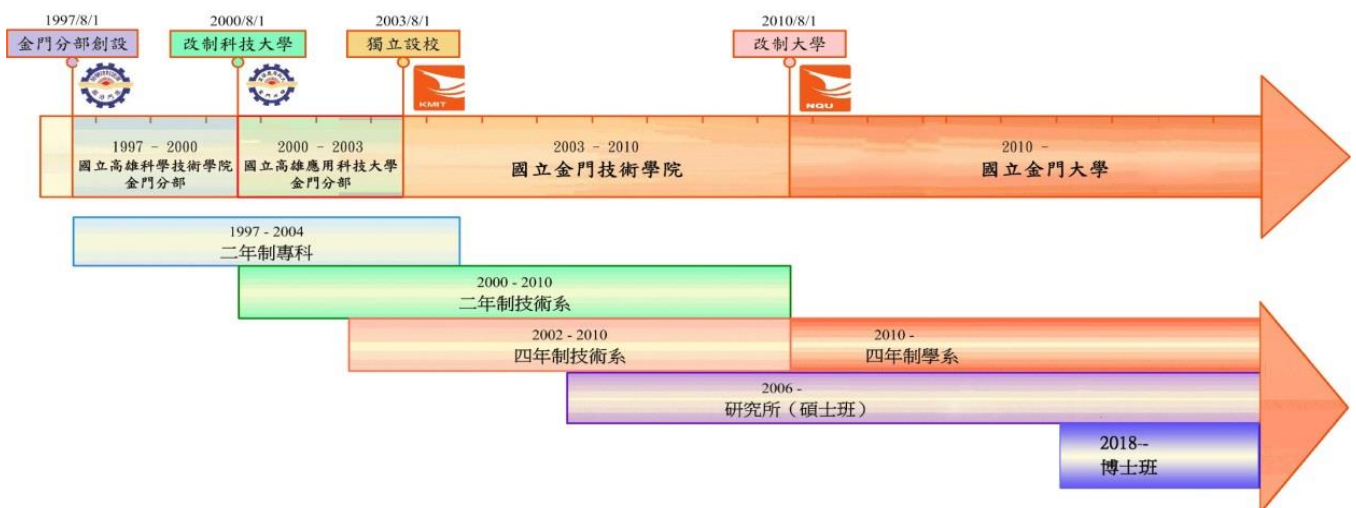 1997/8/1
金門分部創設
2000/8/1
改制科技大學
2003/8/1
獨立設校
KMIT
2010/8/1
改制大學
NQU
1997 - 2000
國立高雄科學技術學院
金門分部
2000 - 2003
國立高雄應用科技大學
金門分部
2003 - 2010
國立金門技術學院
2010 -
國立金門大學
1997 - 2004
二年制專科
2000 - 2010
二年制技術系
2002 - 2010
四年制技術系
2010 -
四年制學系
2006 -
研究所（碩士班）
2018--
博士班